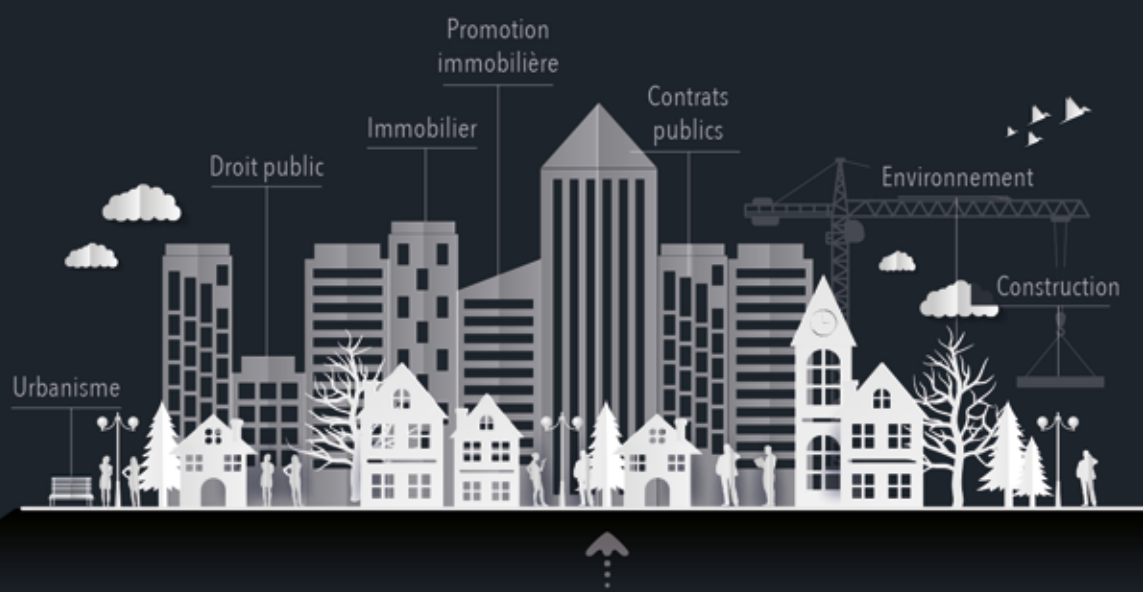 Promotion
immobilière
Contrats
publics
Immobilier
Droit public
Environnement
Construction
Urbanisme